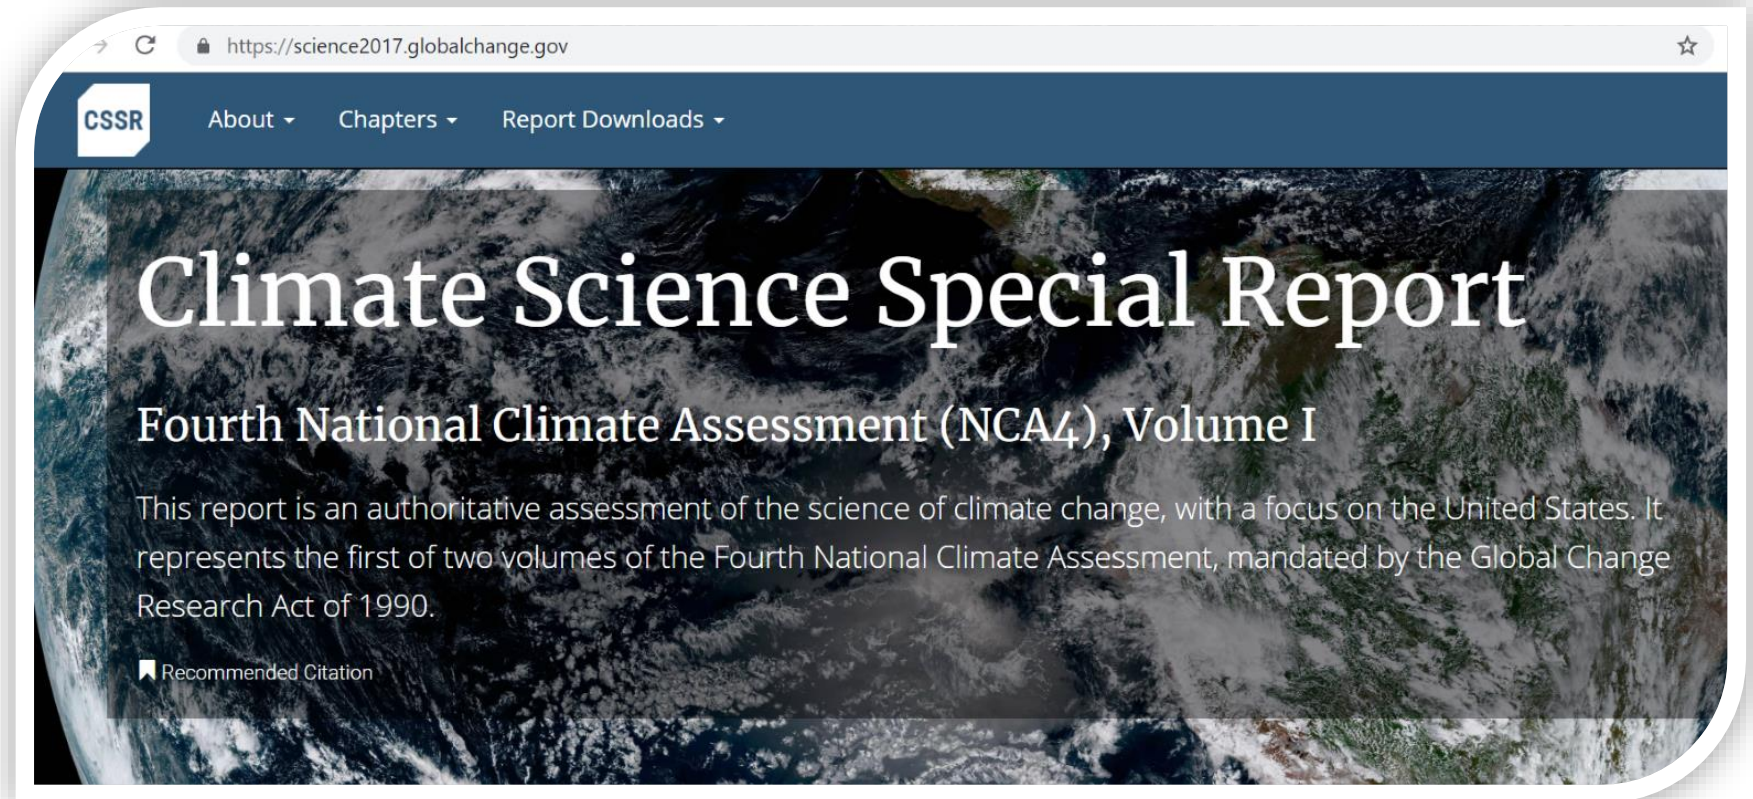 https://science2017.globalchange.gov
CSSR About Chapters Report Downloads
Climate Science Special Report
Fourth National Climate Assessment (NCA4), Volume I
This report is an authoritative assessment of the science of climate change, with a focus on the United States. It
represents the first of two volumes of the Fourth National Climate Assessment, mandated by the Global Change
Research Act of 1990.
Recommended Citation